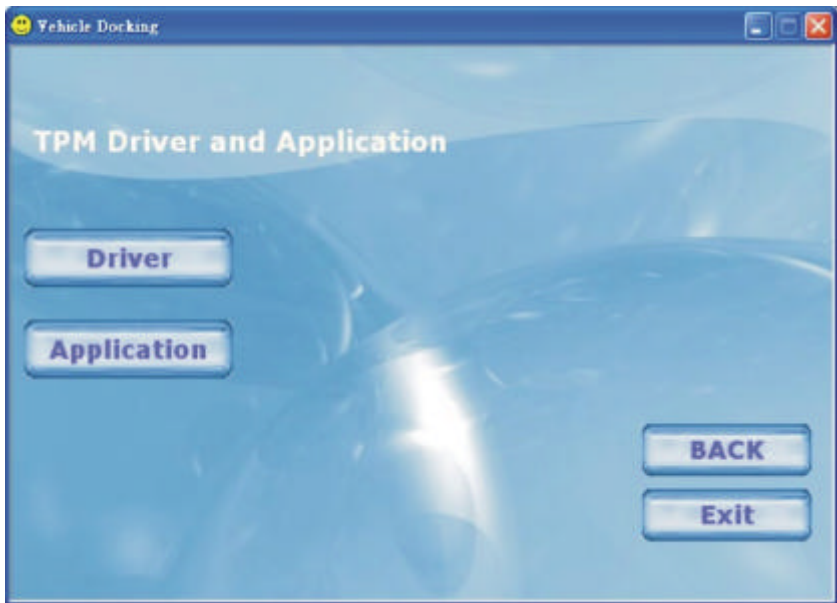 Vehicle Docking
TPM Driver and Application
Driver
Application
BACK
Exit